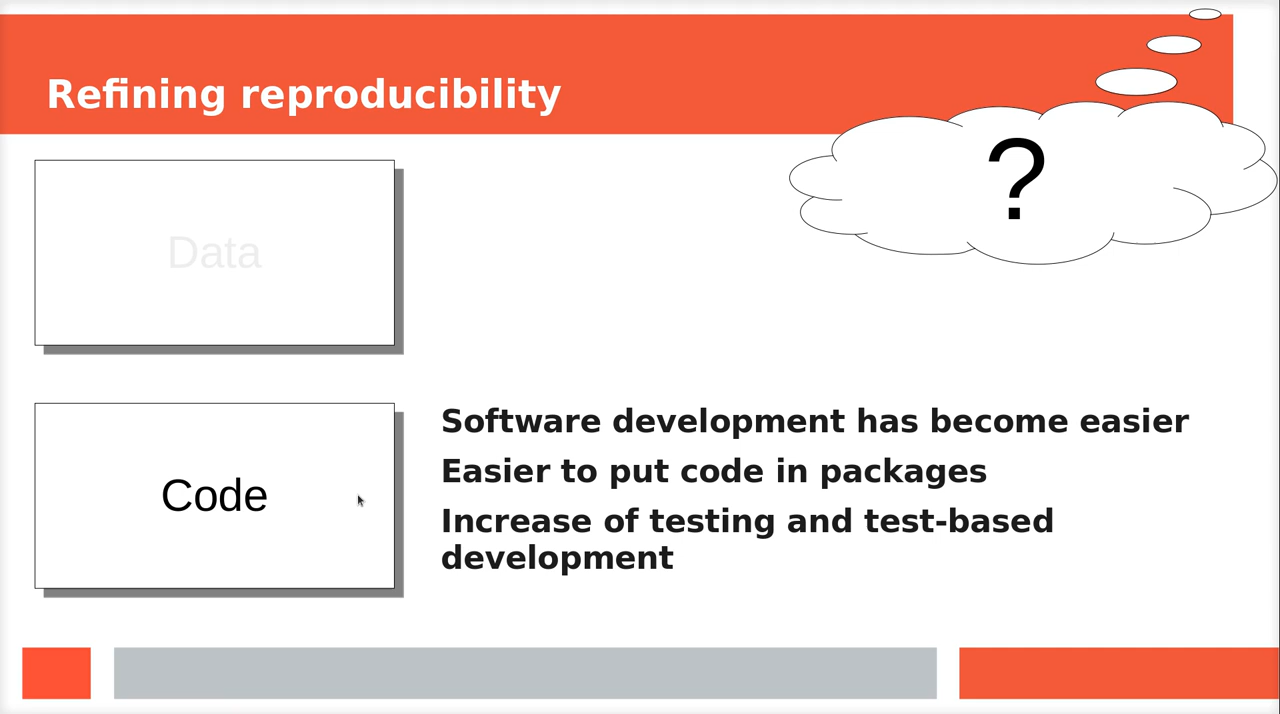 Refining reproducibility
?
Data
Code
Software development has become easier
Easier to put code in packages
Increase of testing and test-based
development